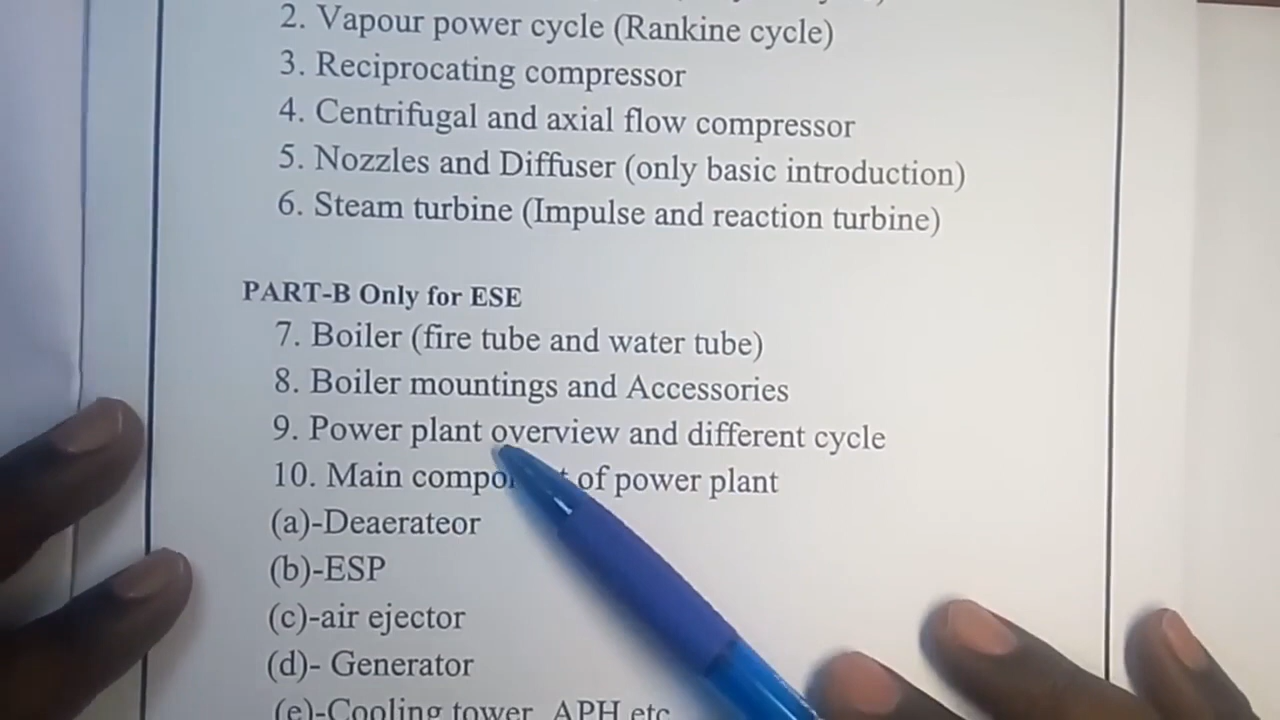 2. Vapour power cycle (Rankine cycle)
3. Reciprocating compressor
4. Centrifugal and axial flow compressor
5. Nozzles and Diffuser (only basic introduction)
6. Steam turbine (Impulse and reaction turbine)
PART-B Only for ESE
7. Boiler (fire tube and water tube)
8. Boiler mountings and Accessories
9. Power plant overview and different cycle
10. Main of power plant
(a)-Deaerateor
(b)-ESP
(c)-air ejector
(d)- Generator
(e)-Cooling tower, APH etc